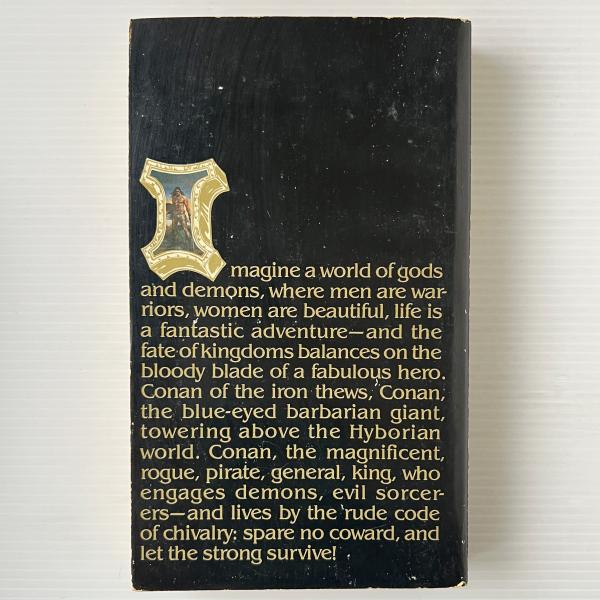 Imagine a world of gods
and demons, where men are war-
riors, women are beautiful, life is
a fantastic adventure—and the
fate of kingdoms balances on the
bloody blade of a fabulous hero.
Conan of the iron thews, Conan,
the blue-eyed barbarian giant,
towering above the Hyborian
world. Conan, the magnificent,
rogue, pirate, general, king, who
engages demons, evil sorcer-
ers—and lives by the rude code
of chivalry: spare no coward, and
let the strong survive!